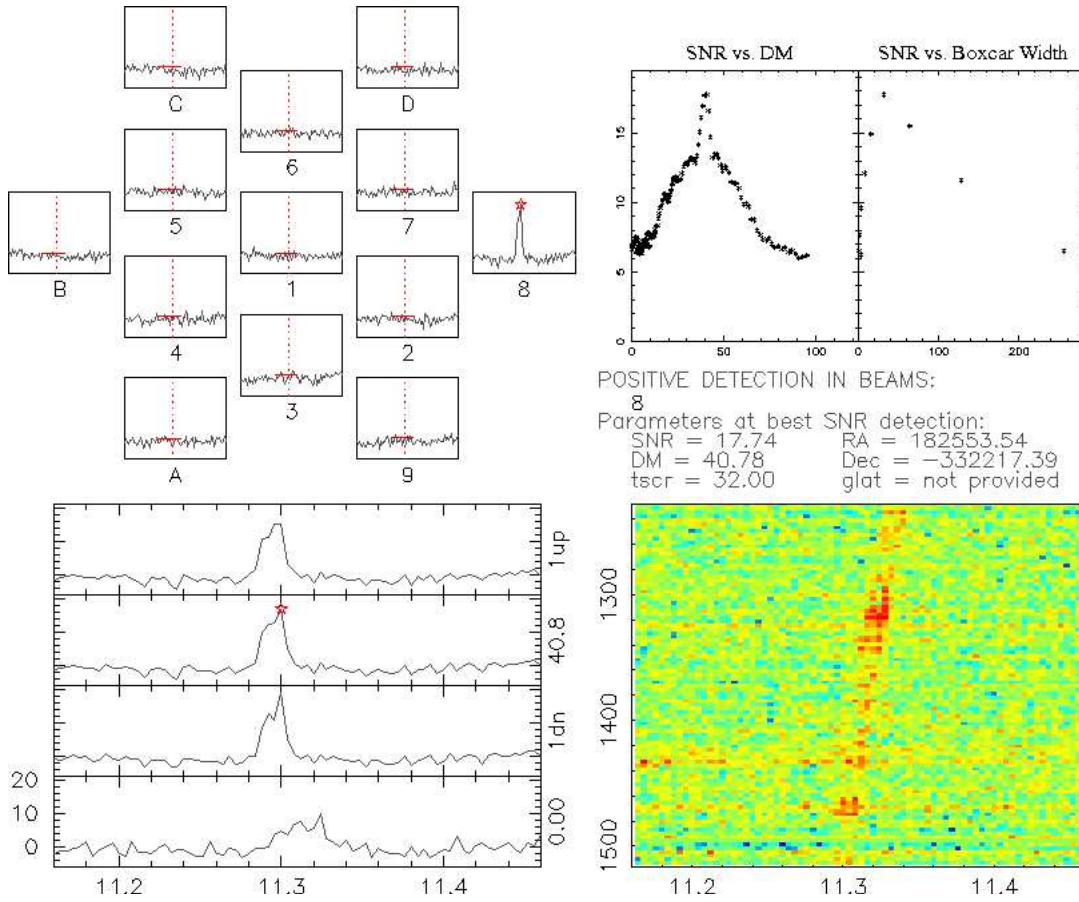 C
D
6
5
7
B
1
8
4
2
3
A
9
SNR vs. DM
SNR vs. Boxcar Width
15
10
5
0
0
50
100
0
100
200
POSITIVE DETECTION IN BEAMS:
8
Parameters at best SNR detection:
SNR = 17.74 RA = 182553.54
DM = 40.78 Dec = -332217.39
tscr = 32.00 glat = not provided
1 up
40.8
1 dn
0.00
20
10
0
11.2 11.3 11.4
1300
1400
1500
11.2 11.3 11.4